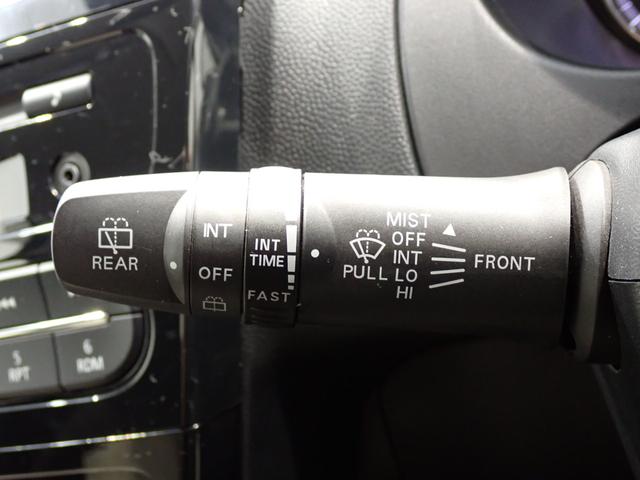 REAR
INT
OFF
INT
TIME
FAST
PULL
MIST
OFF
INT
LO
HI
FRONT
5
RPT
6
RDM